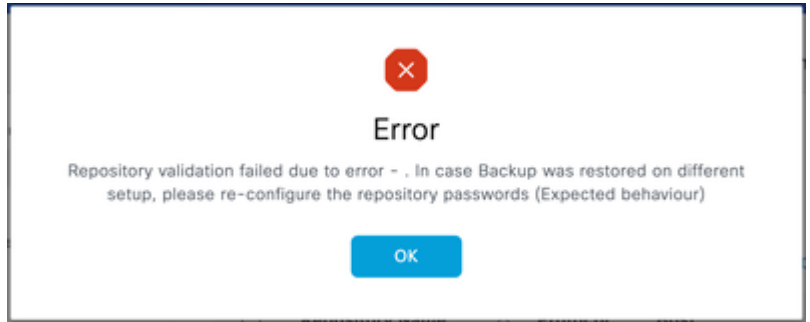 Error
Repository validation failed due to error - . In case Backup was restored on different
setup, please re-configure the repository passwords (Expected behaviour)
OK